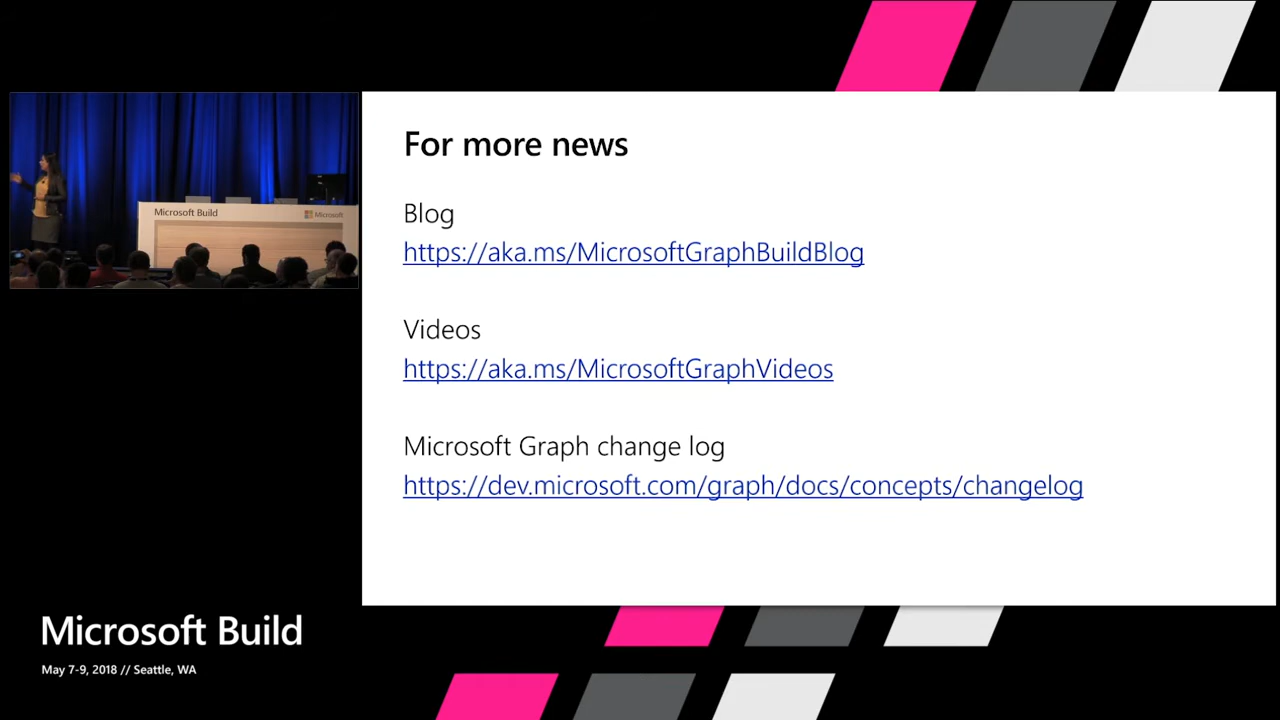 For more news
Blog
https://aka.ms/MicrosoftGraphBuildBlog
Videos
https://aka.ms/MicrosoftGraphVideos
Microsoft Graph change log
https://dev.microsoft.com/graph/docs/concepts/changelog
Microsoft Build
Microsoft
Microsoft Build
May 7-9, 2018 // Seattle, WA